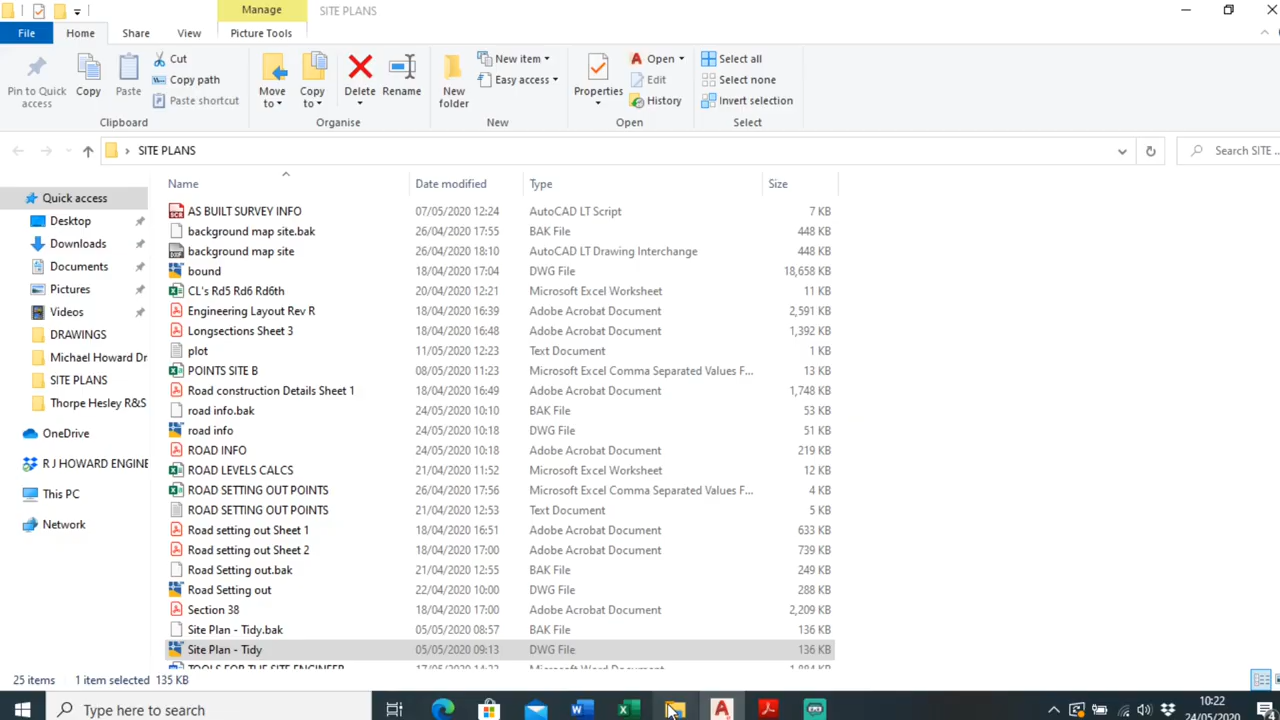 Manage
SITE PLANS
File
Home
Share
View
Picture Tools
Pin to Quick access
Copy
Paste
Cut
Copy path
Paste shortcut
Clipboard
Move to
Copy to
Delete
Rename
Organise
New folder
New item
Easy access
New
Properties
Open
Edit
History
Open
Select all
Select none
Invert selection
Select
SITE PLANS
Search SITE ...
Name Date modified Type Size
Quick access
Desktop
Downloads
Documents
Pictures
Videos
DRAWINGS
Michael Howard Dr
SITE PLANS
Thorpe Hesley R&S
OneDrive
R J HOWARD ENGINE
This PC
Network
AS BUILT SURVEY INFO 07/05/2020 12:24 AutoCAD LT Script 7 KB
background map site.bak 26/04/2020 17:55 BAK File 448 KB
background map site 26/04/2020 18:10 AutoCAD LT Drawing Interchange 448 KB
bound 18/04/2020 17:04 DWG File 18,658 KB
CL's Rd5 Rd6 Rd6th 20/04/2020 12:21 Microsoft Excel Worksheet 11 KB
Engineering Layout Rev R 18/04/2020 16:39 Adobe Acrobat Document 2,591 KB
Longsections Sheet 3 18/04/2020 16:48 Adobe Acrobat Document 1,392 KB
plot 11/05/2020 12:23 Text Document 1 KB
POINTS SITE B 08/05/2020 11:23 Microsoft Excel Comma Separated Values F... 13 KB
Road construction Details Sheet 1 18/04/2020 16:49 Adobe Acrobat Document 1,748 KB
road info.bak 24/05/2020 10:10 BAK File 53 KB
road info 24/05/2020 10:18 DWG File 51 KB
ROAD INFO 24/05/2020 10:18 Adobe Acrobat Document 219 KB
ROAD LEVELS CALCS 21/04/2020 11:52 Microsoft Excel Worksheet 12 KB
ROAD SETTING OUT POINTS 26/04/2020 17:56 Microsoft Excel Comma Separated Values F... 4 KB
ROAD SETTING OUT POINTS 21/04/2020 12:53 Text Document 5 KB
Road setting out Sheet 1 18/04/2020 16:51 Adobe Acrobat Document 633 KB
Road setting out Sheet 2 18/04/2020 17:00 Adobe Acrobat Document 739 KB
Road Setting out.bak 21/04/2020 12:55 BAK File 249 KB
Road Setting out 22/04/2020 10:00 DWG File 288 KB
Section 38 18/04/2020 17:00 Adobe Acrobat Document 2,209 KB
Site Plan - Tidy.bak 05/05/2020 08:57 BAK File 136 KB
Site Plan - Tidy 05/05/2020 09:13 DWG File 136 KB
TOOLS FOR THE SITE ENGINEER 17/05/2020 14:23 Microsoft Word Document 1,884 KB
25 items 1 item selected 135 KB
Type here to search
10:22
24/05/2020